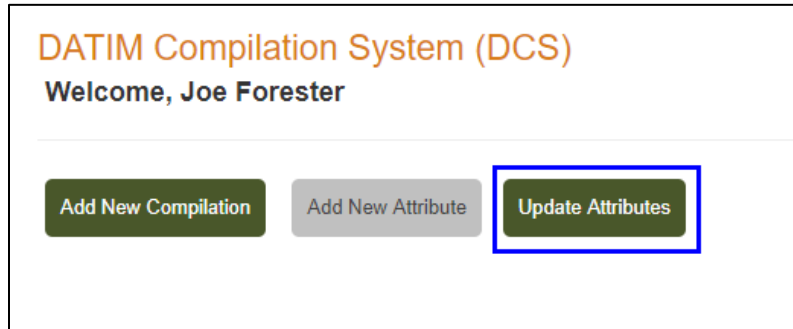 DATIM Compilation System (DCS)
Welcome, Joe Forester
Add New Compilation Add New Attribute Update Attributes